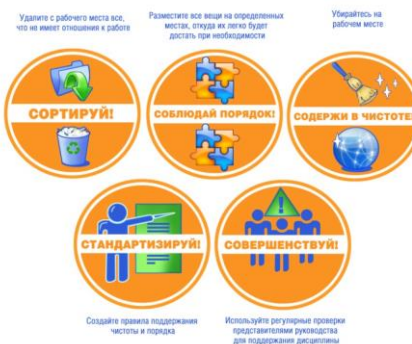 Удалите с рабочего места все,
что не имеет отношения к работе
СОРТИРУЙ!
Разместите все вещи на определенных
местах, откуда их легко будет
достать при необходимости
СОБЛЮДАЙ ПОРЯДОК!
Убирайтесь на
рабочем месте
СОДЕРЖИ В ЧИСТОТЕ!
СТАНДАРТИЗИРУЙ!
Создайте правила поддержания
чистоты и порядка
СОВЕРШЕНСТВУЙ!
Используйте регулярные проверки
представителями руководства
для поддержания дисциплины